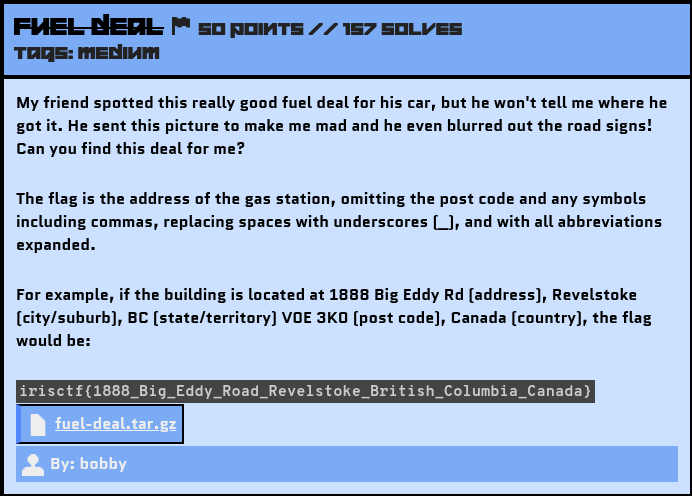 FUEL DEAL 50 POINTS // 157 SOLVES
TAGS: MEDIUM
My friend spotted this really good fuel deal for his car, but he won't tell me where he
got it. He sent this picture to make me mad and he even blurred out the road signs!
Can you find this deal for me?
The flag is the address of the gas station, omitting the post code and any symbols
including commas, replacing spaces with underscores (_), and with all abbreviations
expanded.
For example, if the building is located at 1888 Big Eddy Rd (address), Revelstoke
(city/suburb), BC (state/territory) V0E 3K0 (post code), Canada (country), the flag
would be:
irisctf{1888_Big_Eddy_Road_Revelstoke_British_Columbia_Canada}
fuel-deal.tar.gz
By: bobby